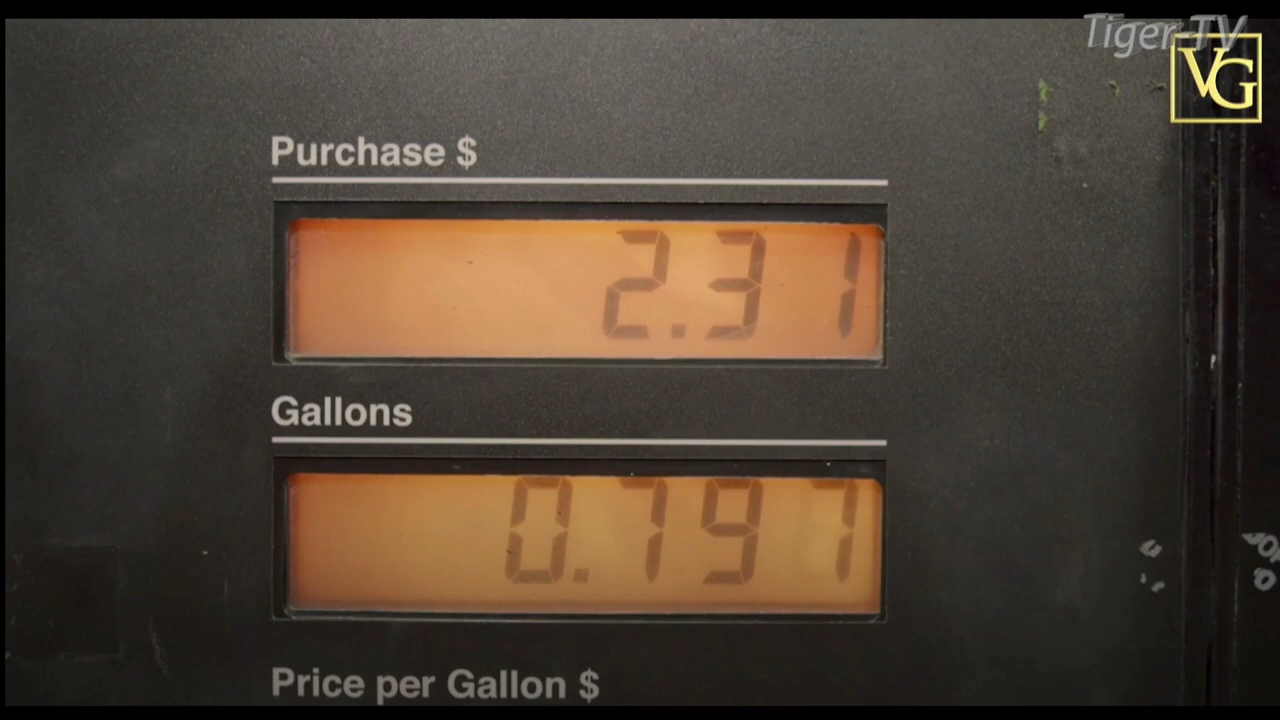 Tiger-TV
VG
Purchase $
2.31
Gallons
0.797
Price per Gallon $